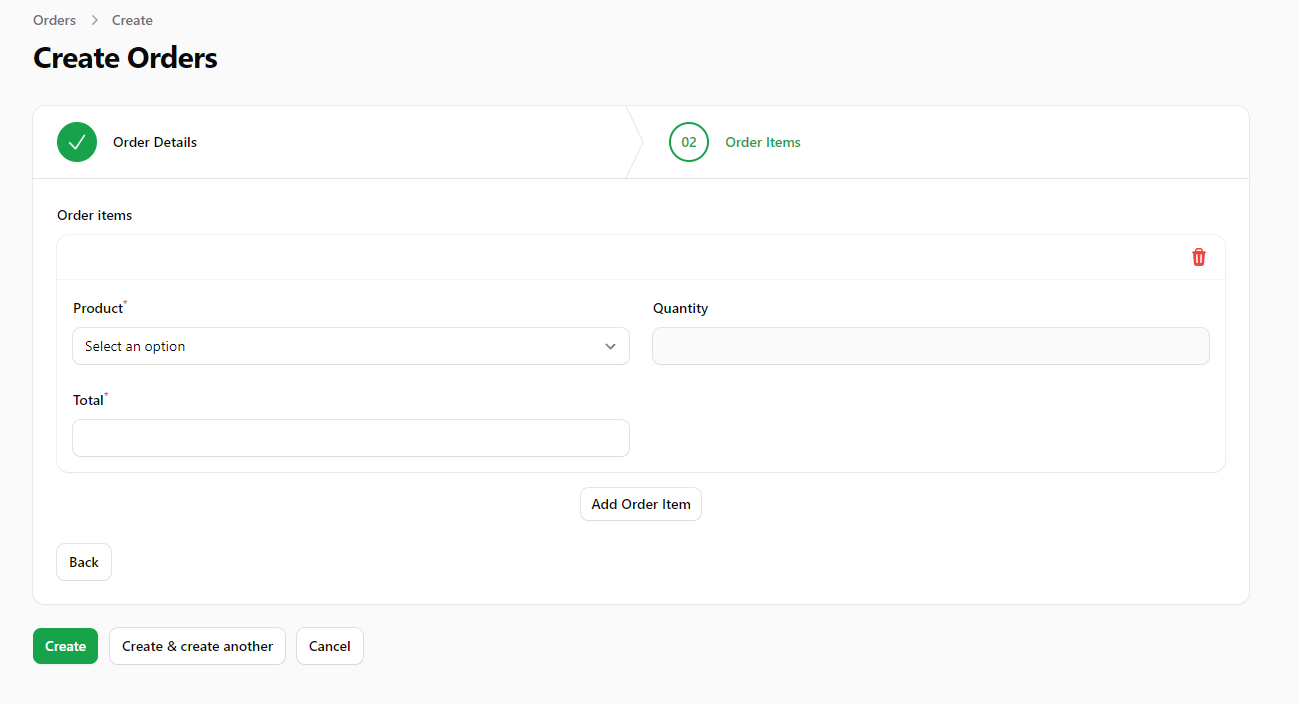 Orders > Create
Create Orders
Order Details
02 Order Items
Order items
Product* Quantity
Select an option
Total*
Add Order Item
Back
Create Create & create another Cancel